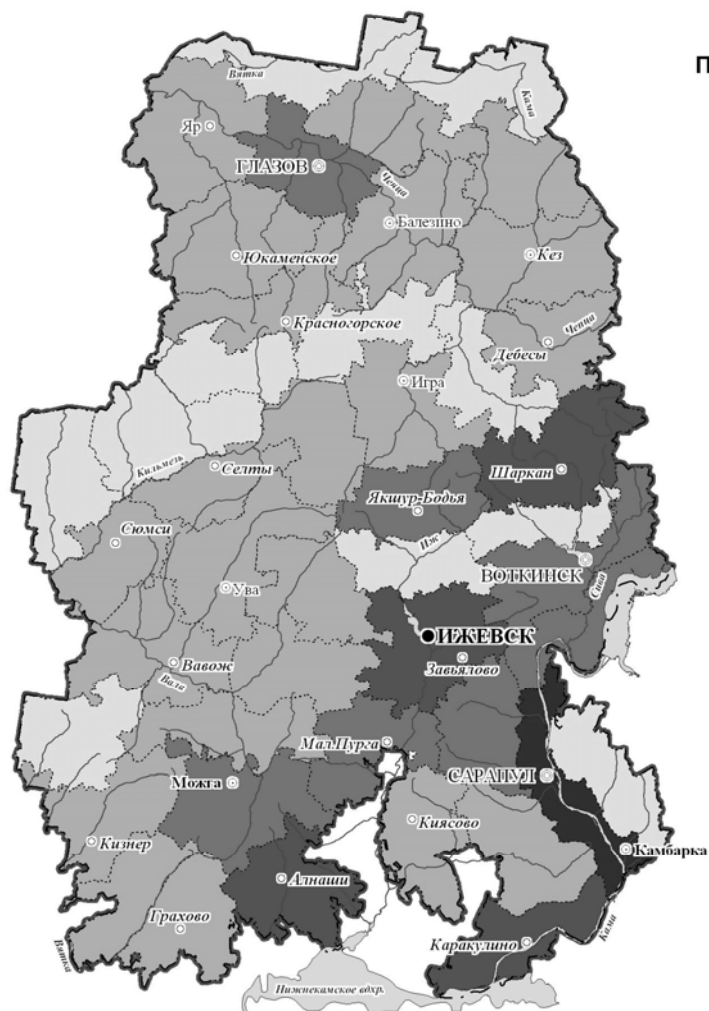 П
Вятка
Кама
Яр
ГЛАЗОВ
Чепца
Балезино
Юкаменское
Кез
Красногорское
Чепца
Дебесы
Игра
Кильмезь
Селты
Шаркан
Якшур-Бодья
Сюмси
Иж
ВОТКИНСК
Сива
Ува
ИЖЕВСК
Завьялово
Вавож
Вала
Мал.Пурга
Можга
САРАПУЛ
Киясово
Кизнер
Камбарка
Алнаши
Грахово
Кама
Каракулино
Вятка
Нижнекамское вдхр.